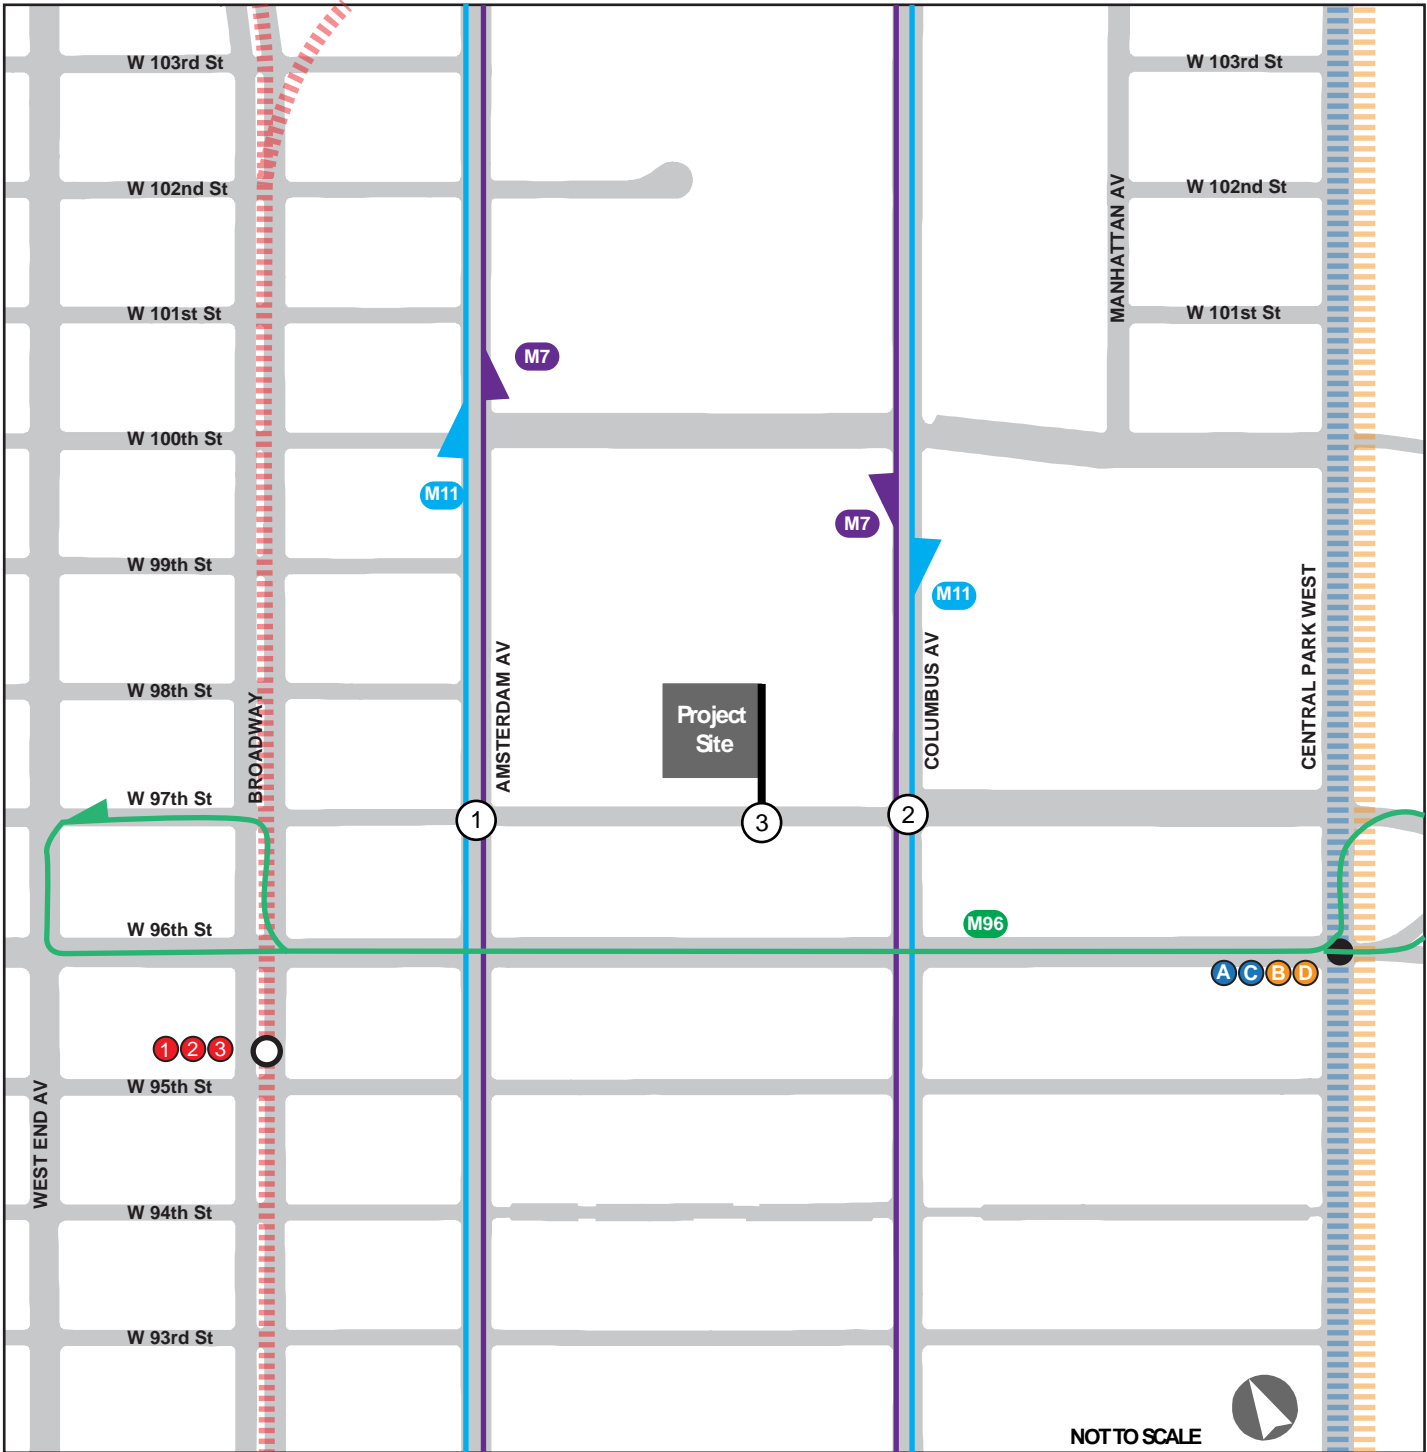 W 103rd St
W 103rd St
W 102nd St
W 102nd St
MANHATTAN AV
W 101st St
W 101st St
M7
W 100th St
M11
M7
W 99th St
M11
CENTRAL PARK WEST
COLUMBUS AV
AMSTERDAM AV
W 98th St
BROADWAY
Project
Site
W 97th St
1
2
3
W 96th St
M96
A C B D
1 2 3
W 95th St
WEST END AV
W 94th St
W 93rd St
NOT TO SCALE